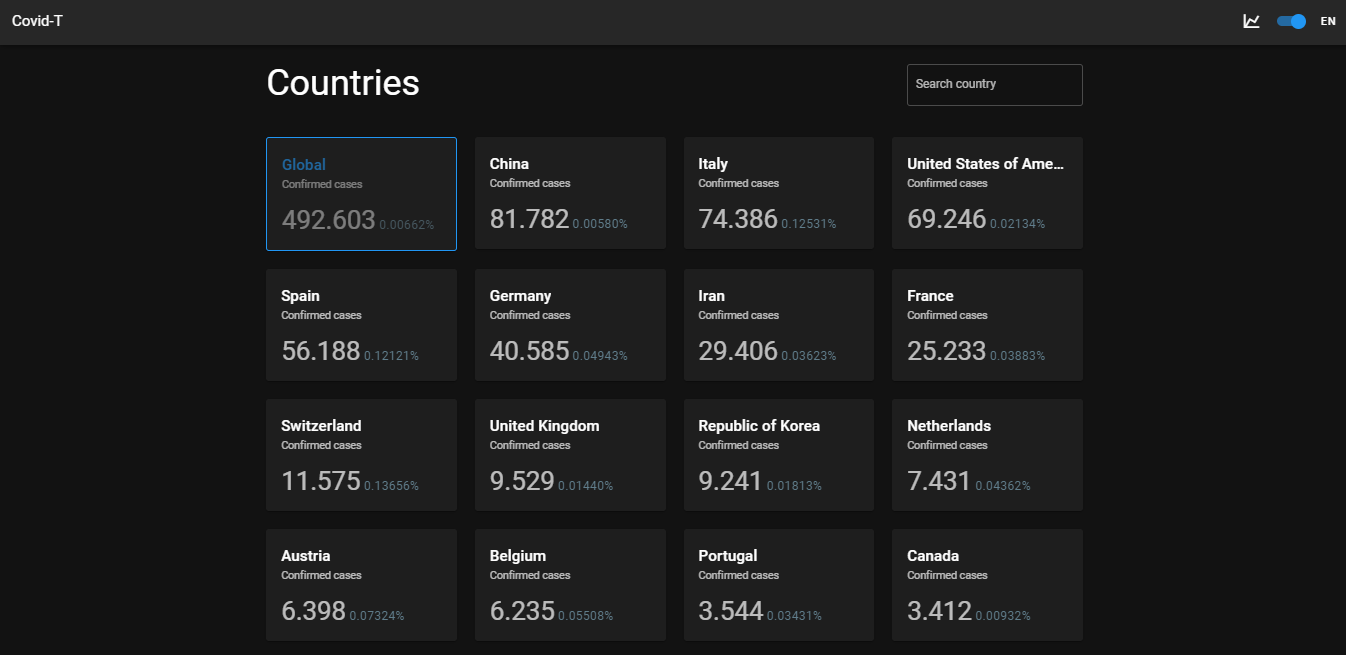 Covid-T
EN
Countries
Search country
Global
Confirmed cases
492.603 0.00662%
China
Confirmed cases
81.782 0.00580%
Italy
Confirmed cases
74.386 0.12531%
United States of Ame...
Confirmed cases
69.246 0.02134%
Spain
Confirmed cases
56.188 0.12121%
Germany
Confirmed cases
40.585 0.04943%
Iran
Confirmed cases
29.406 0.03623%
France
Confirmed cases
25.233 0.03883%
Switzerland
Confirmed cases
11.575 0.13656%
United Kingdom
Confirmed cases
9.529 0.01440%
Republic of Korea
Confirmed cases
9.241 0.01813%
Netherlands
Confirmed cases
7.431 0.04362%
Austria
Confirmed cases
6.398 0.07324%
Belgium
Confirmed cases
6.235 0.05508%
Portugal
Confirmed cases
3.544 0.03431%
Canada
Confirmed cases
3.412 0.00932%